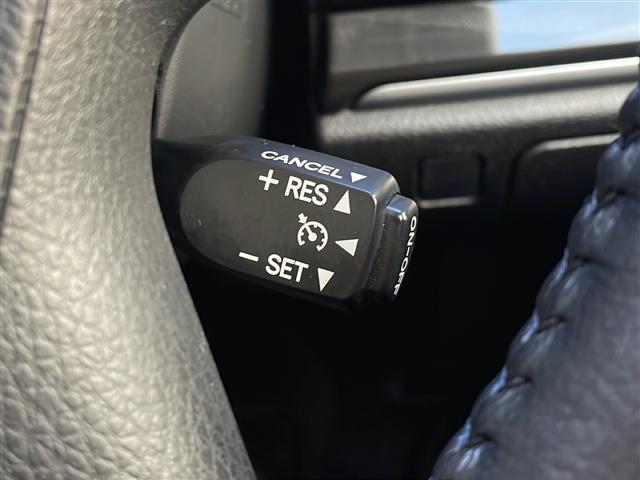 CANCEL ▼
+ RES ▲
◀
- SET ▼
ON-OFF